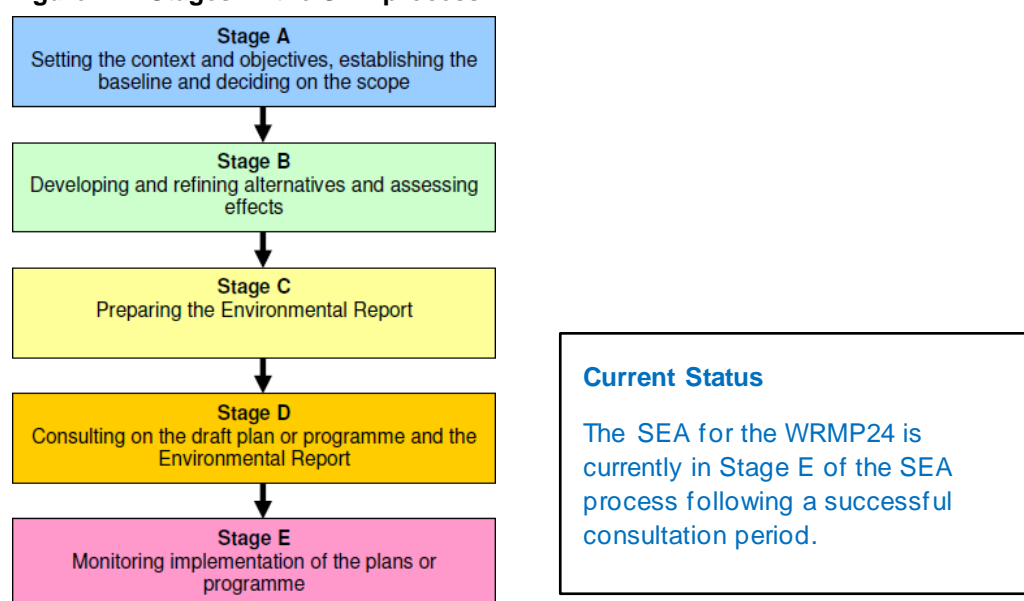 Stage A
Setting the context and objectives, establishing the
baseline and deciding on the scope
Stage B
Developing and refining alternatives and assessing
effects
Stage C
Preparing the Environmental Report
Stage D
Consulting on the draft plan or programme and the
Environmental Report
Stage E
Monitoring implementation of the plans or
programme
Current Status
The SEA for the WRMP24 is
currently in Stage E of the SEA
process following a successful
consultation period.